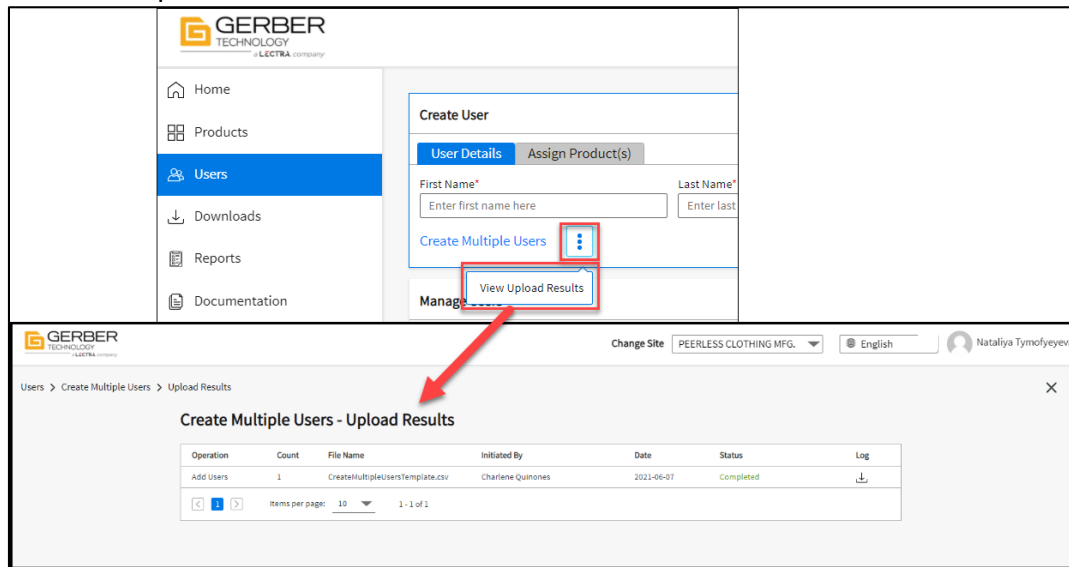 GERBER
TECHNOLOGY
a LECTRA company
Home
Products
Users
Downloads
Reports
Documentation
Create User
User Details Assign Product(s)
First Name* Last Name*
Enter first name here Enter last
Create Multiple Users
View Upload Results
Manage
GERBER
TECHNOLOGY
a LECTRA company
Change Site PEERLESS CLOTHING MFG. English Nataliya Tymofyeyev
Users > Create Multiple Users > Upload Results
Create Multiple Users - Upload Results
Operation Count File Name Initiated By Date Status Log
Add Users 1 CreateMultipleUsersTemplate.csv Charlene Quinones 2021-06-07 Completed
< 1 > Items per page: 10 1 - 1 of 1